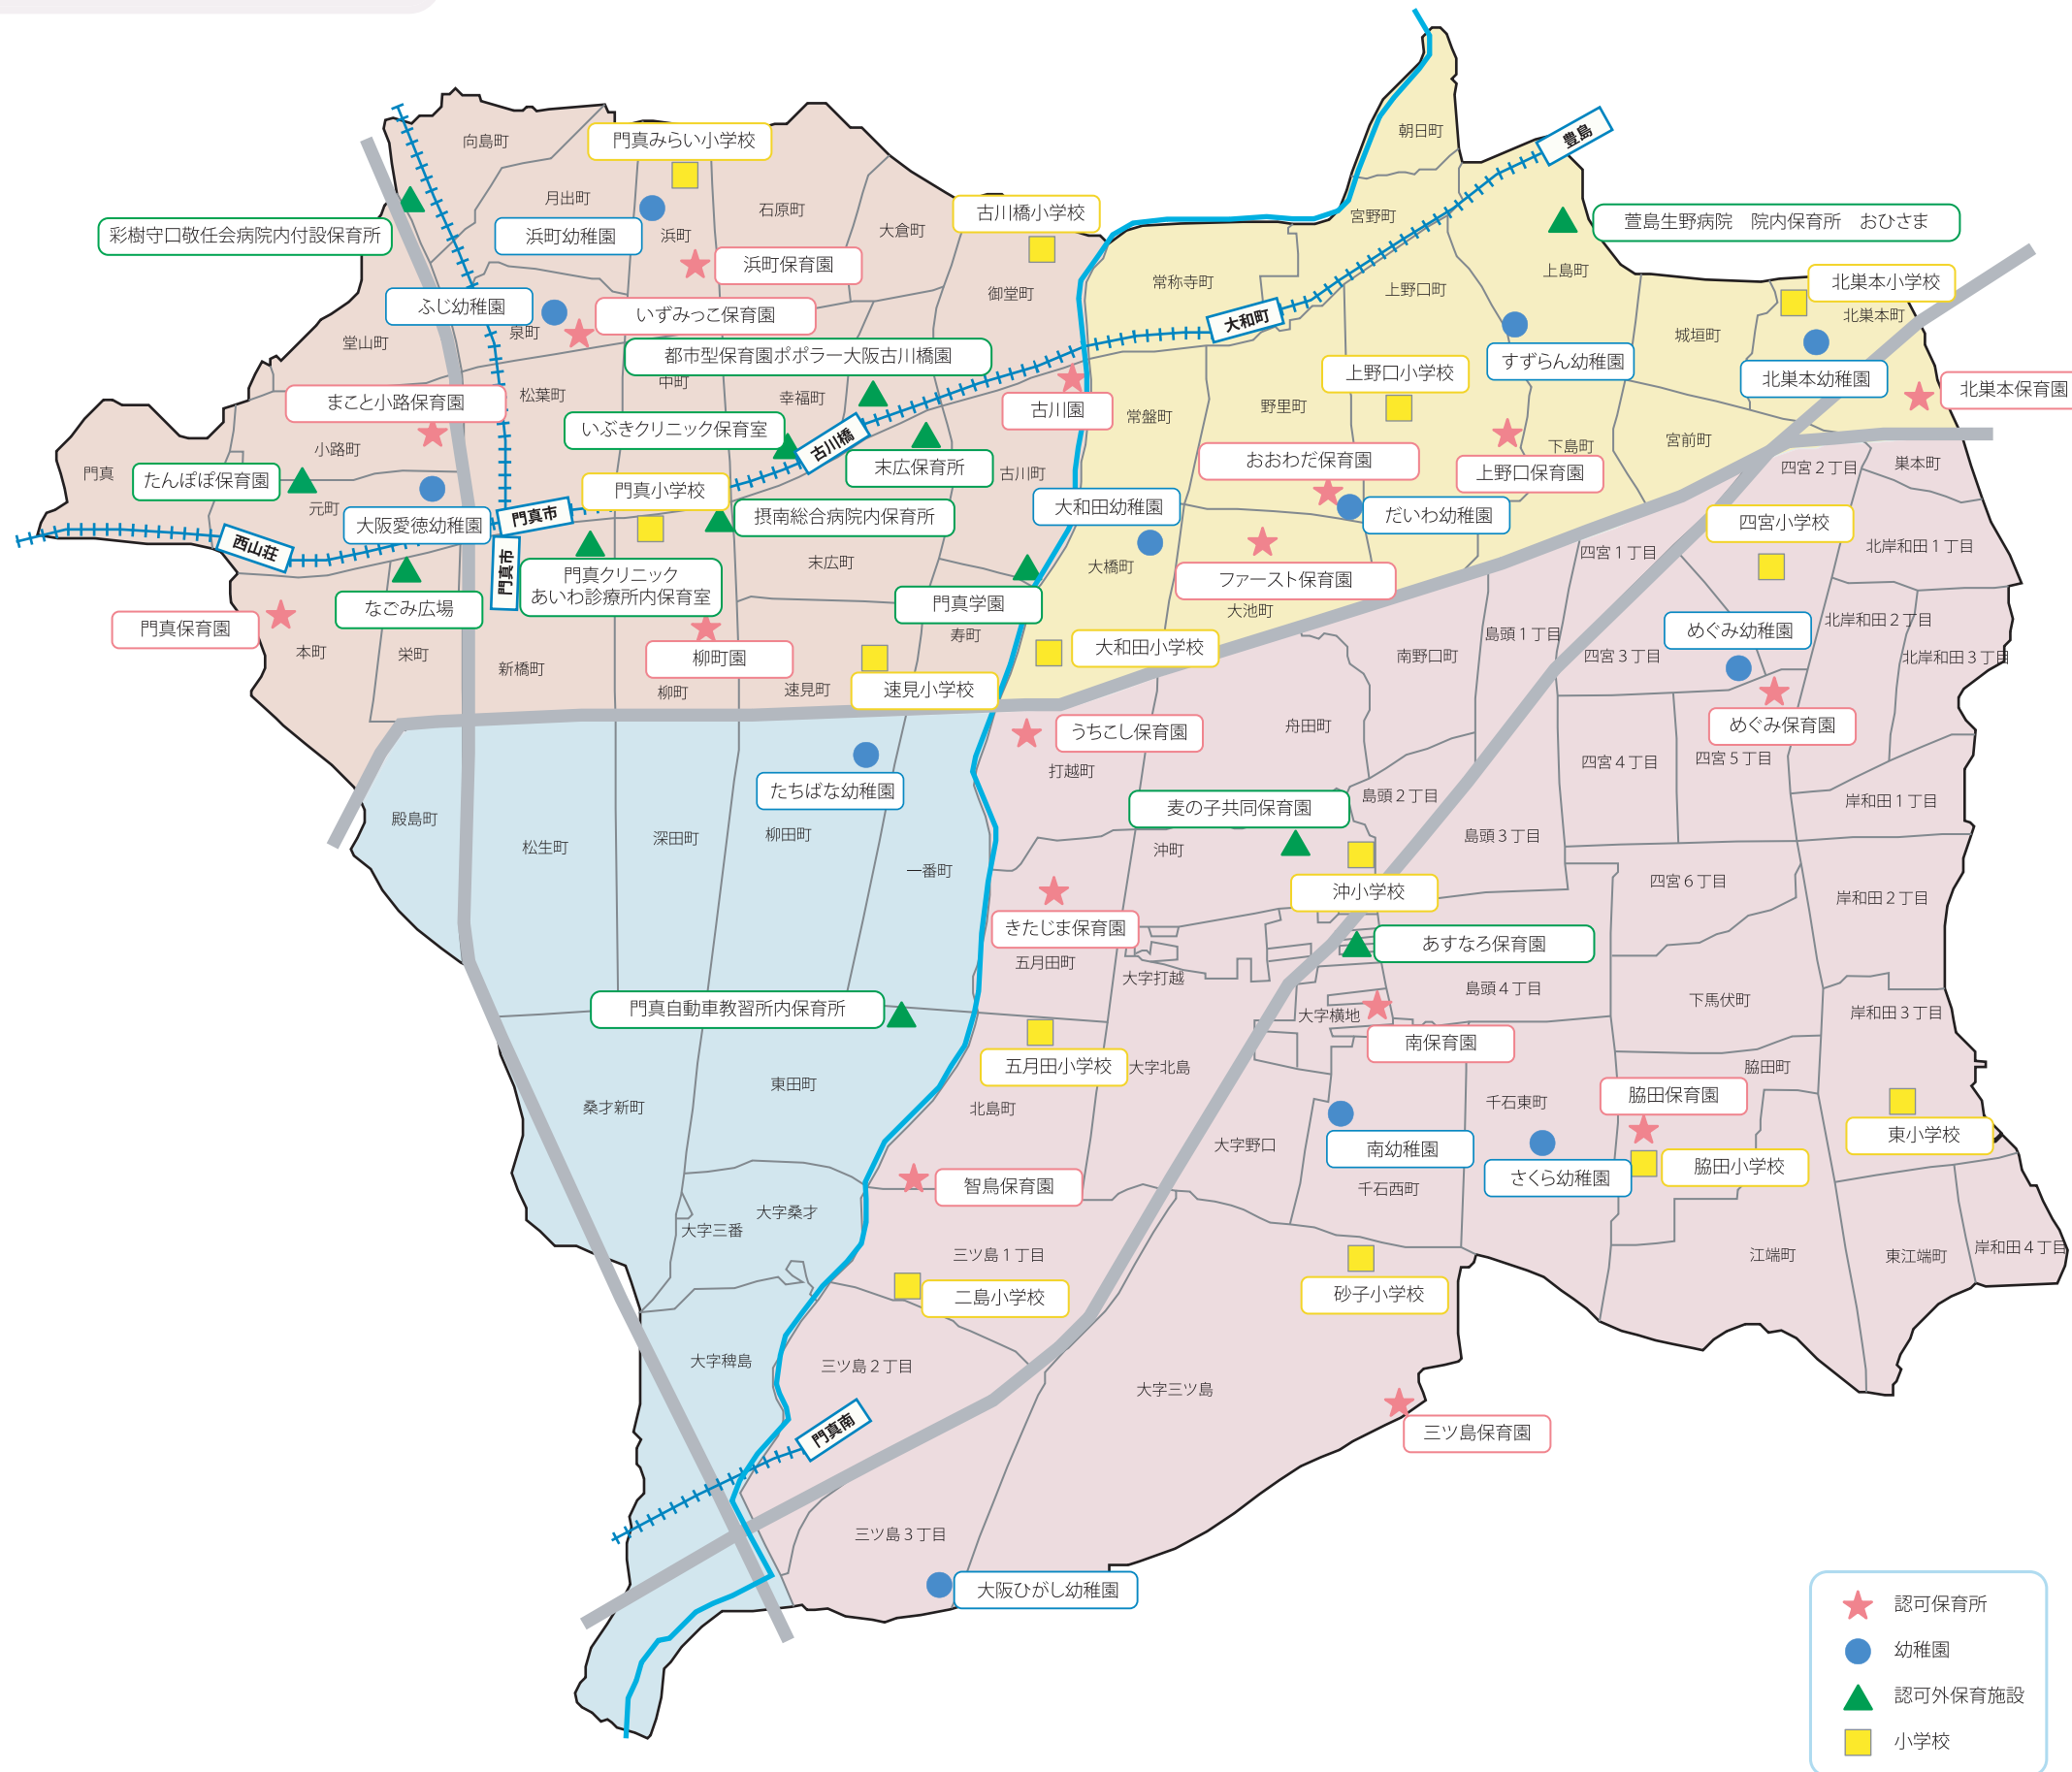 朝日町
豊島
向島町
門真みらい小学校
月出町
石原町
古川橋小学校
宮野町
萱島生野病院　院内保育所　おひさま
彩樹守口敬任会病院内付設保育所
浜町幼稚園
浜町
大倉町
浜町保育園
御堂町
常称寺町
上野口町
上島町
北巣本小学校
ふじ幼稚園
いずみっこ保育園
大和町
北巣本町
堂山町
泉町
都市型保育園ポポラー大阪古川橋園
すずらん幼稚園
城垣町
上野口小学校
北巣本幼稚園
北巣本保育園
まこと小路保育園
松葉町
中町
幸福町
古川園
常盤町
野里町
いぶきクリニック保育室
古川橋
下島町
宮前町
小路町
門真
たんぽぽ保育園
末広保育所
古川町
おおわだ保育園
上野口保育園
四宮２丁目
巣本町
門真小学校
元町
大阪愛徳幼稚園
門真市
摂南総合病院内保育所
大和田幼稚園
だいわ幼稚園
四宮小学校
西山荘
門真市
門真クリニック
あいわ診療所内保育室
末広町
大橋町
ファースト保育園
四宮１丁目
北岸和田１丁目
なごみ広場
門真学園
大池町
門真保育園
本町
栄町
新橋町
柳町園
寿町
大和田小学校
南野口町
島頭１丁目
四宮３丁目
めぐみ幼稚園
北岸和田２丁目
北岸和田３丁目
柳町
速見町
速見小学校
うちこし保育園
舟田町
めぐみ保育園
打越町
四宮４丁目
四宮５丁目
たちばな幼稚園
麦の子共同保育園
島頭２丁目
岸和田１丁目
殿島町
松生町
深田町
柳田町
一番町
沖町
島頭３丁目
沖小学校
四宮６丁目
岸和田２丁目
きたじま保育園
あすなろ保育園
五月田町
大字打越
島頭４丁目
下馬伏町
門真自動車教習所内保育所
大字横地
岸和田３丁目
南保育園
五月田小学校
大字北島
脇田町
東田町
桑才新町
北島町
千石東町
脇田保育園
大字野口
南幼稚園
東小学校
智鳥保育園
千石西町
さくら幼稚園
脇田小学校
大字桑才
大字三番
三ツ島１丁目
江端町
東江端町
岸和田４丁目
二島小学校
砂子小学校
大字稗島
三ツ島２丁目
大字三ツ島
門真南
三ツ島保育園
三ツ島３丁目
大阪ひがし幼稚園
認可保育所
幼稚園
認可外保育施設
小学校